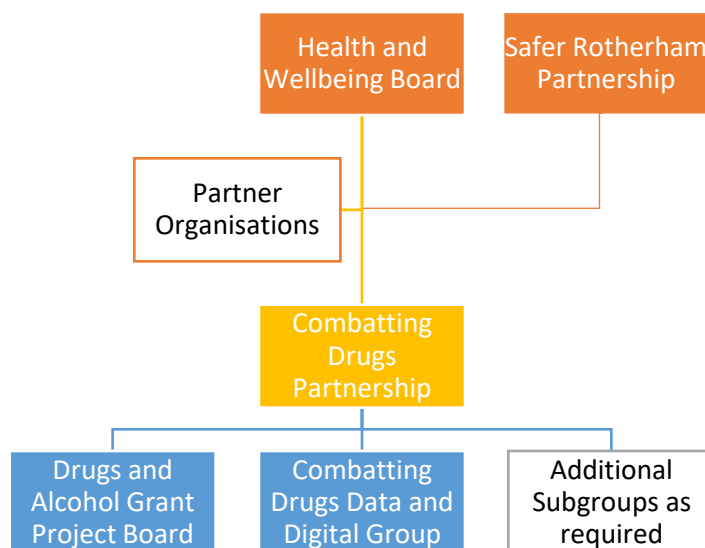 Health and
Wellbeing Board
Safer Rotherham
Partnership
Partner
Organisations
Combatting
Drugs
Partnership
Drugs and
Alcohol Grant
Project Board
Combatting
Drugs Data and
Digital Group
Additional
Subgroups as
required